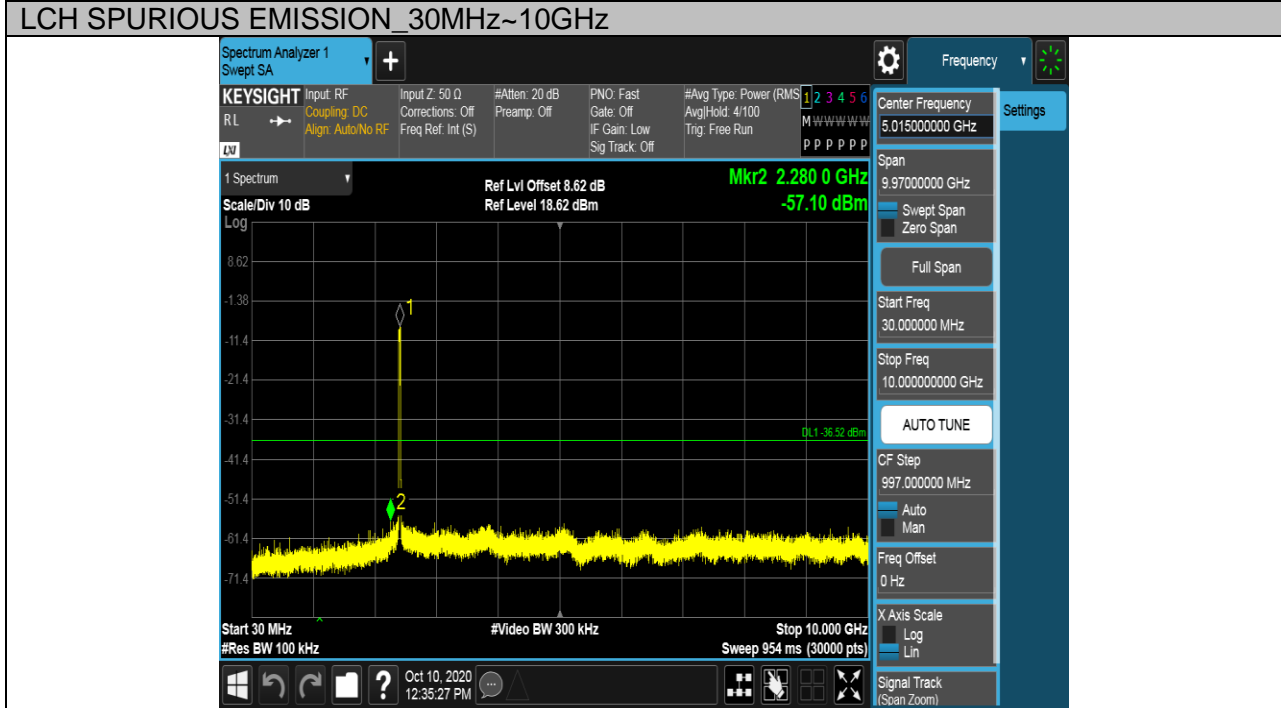 LCH SPURIOUS EMISSION_30MHz~10GHz
Spectrum Analyzer 1
Swept SA
+
Frequency
KEYSIGHT
RL
LXI
Input: RF
Coupling: DC
Align: Auto/No RF
Input Z: 50 Ω
Corrections: Off
Freq Ref: Int (S)
#Atten: 20 dB
Preamp: Off
PNO: Fast
Gate: Off
IF Gain: Low
Sig Track: Off
#Avg Type: Power (RMS
Avg|Hold: 4/100
Trig: Free Run
1 2 3 4 5 6
M W W W W W
P P P P P P
1 Spectrum
Scale/Div 10 dB
Log
Ref Lvl Offset 8.62 dB
Ref Level 18.62 dBm
Mkr2 2.280 0 GHz
-57.10 dBm
8.62
-1.38
-11.4
-21.4
-31.4
-41.4
-51.4
-61.4
-71.4
1
2
DL1 -36.52 dBm
Start 30 MHz
#Res BW 100 kHz
#Video BW 300 kHz
Stop 10.000 GHz
Sweep 954 ms (30000 pts)
Center Frequency
5.015000000 GHz
Span
9.97000000 GHz
Swept Span
Zero Span
Full Span
Start Freq
30.000000 MHz
Stop Freq
10.000000000 GHz
AUTO TUNE
CF Step
997.000000 MHz
Auto
Man
Freq Offset
0 Hz
X Axis Scale
Log
Lin
Signal Track
(Span Zoom)
Settings
?
Oct 10, 2020
12:35:27 PM